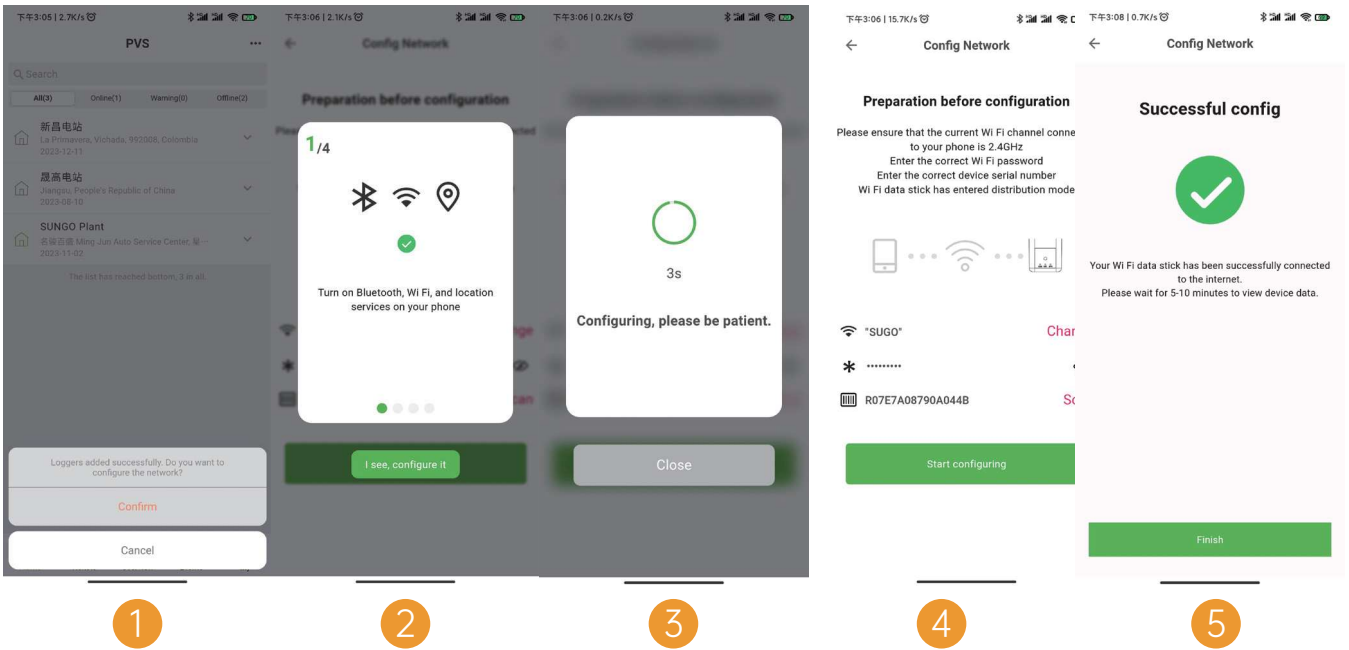 下午3:05 | 2.7K/s
PVS
Search
All(3) Online(1) Warning(0) Offline(2)
新昌电站
La Primavera, Vichada, 992008, Colombia
2023-12-11
晟高电站
Jiangsu, People's Republic of China
2023-08-10
SUNGO Plant
Ming Jun Auto Service Center,
2023-11-02
The list has reached bottom, 3 in all.
Loggers added successfully. Do you want to
configure the network?
Confirm
Cancel
1
下午3:06 | 2.1K/s
Config Network
Preparation before configuration
1/4
Turn on Bluetooth, Wi Fi, and location
services on your phone
I see, configure it
2
下午3:06 | 0.2K/s
3s
Configuring, please be patient.
Close
3
下午3:06 | 15.7K/s
Config Network
Preparation before configuration
Please ensure that the current Wi Fi channel conne
to your phone is 2.4GHz
Enter the correct Wi Fi password
Enter the correct device serial number
Wi Fi data stick has entered distribution mode
"SUGO"
Char
•••••••••
R07E7A08790A044B
Sc
Start configuring
4
下午3:08 | 0.7K/s
Config Network
Successful config
Your Wi Fi data stick has been successfully connected
to the internet.
Please wait for 5-10 minutes to view device data.
Finish
5